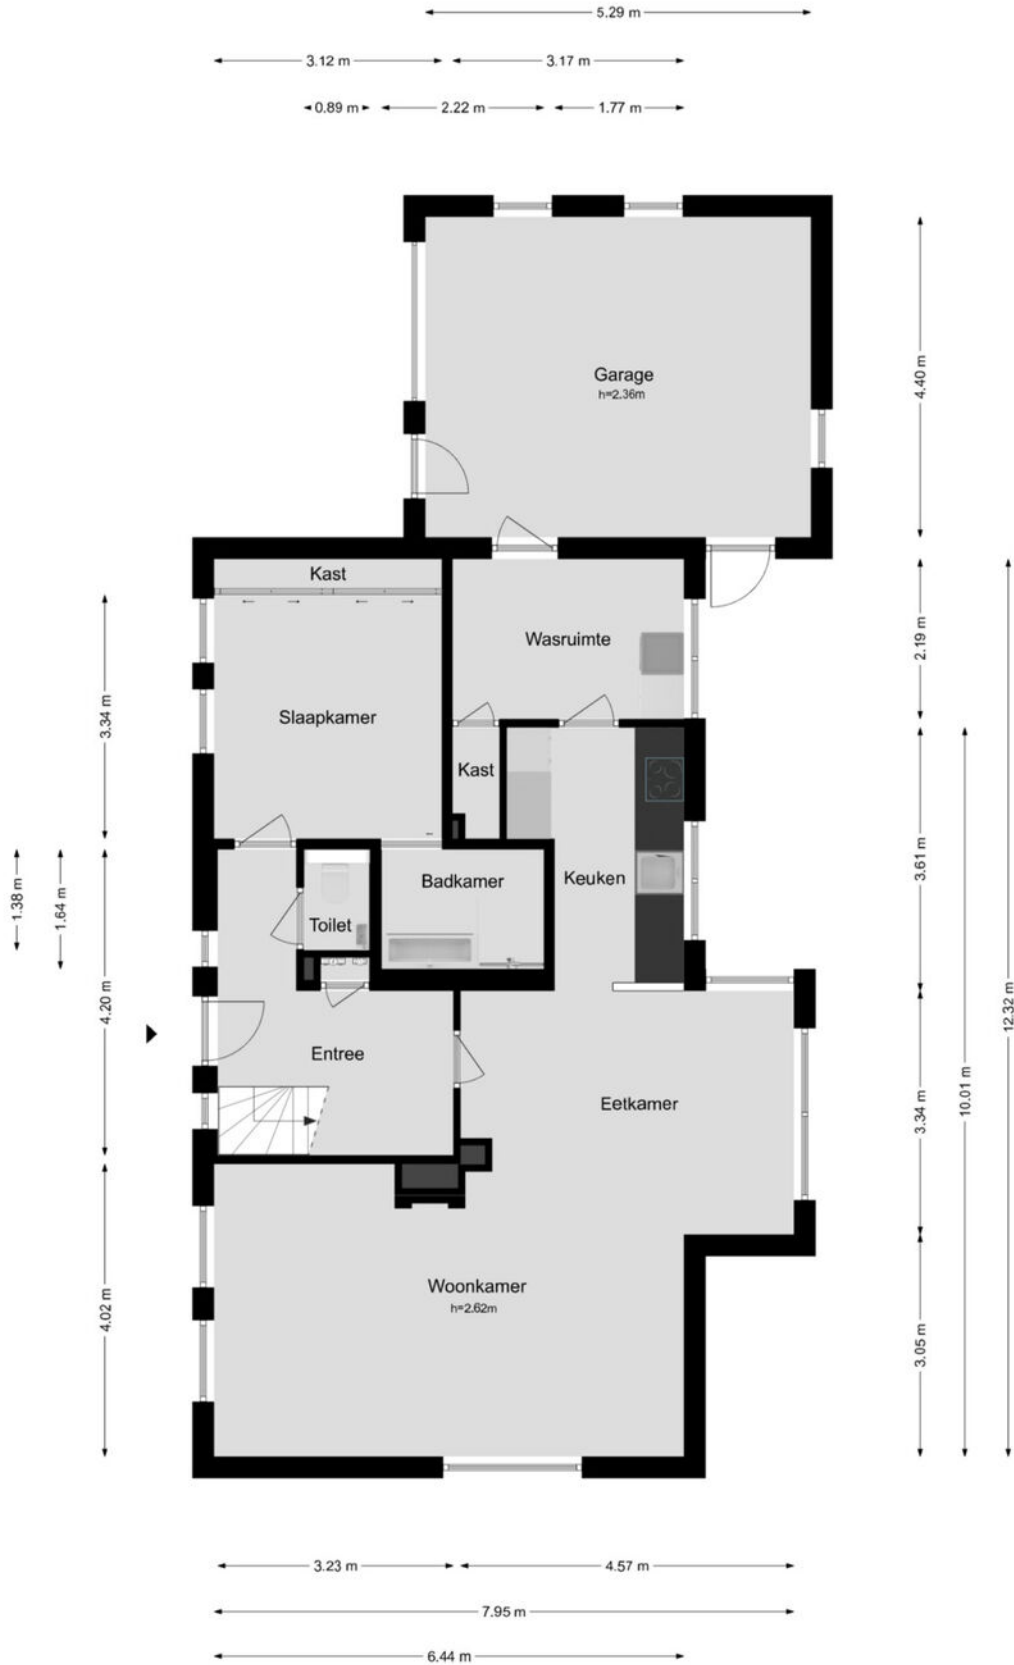 5.29 m
3.12 m
3.17 m
0.89 m
2.22 m
1.77 m
Garage
h=2.36m
4.40 m
Kast
Wasruimte
2.19 m
Slaapkamer
3.34 m
Kast
Badkamer
Keuken
3.61 m
Toilet
1.38 m
1.64 m
4.20 m
12.32 m
Entree
Eetkamer
3.34 m
10.01 m
Woonkamer
h=2.62m
4.02 m
3.05 m
3.23 m
4.57 m
7.95 m
6.44 m